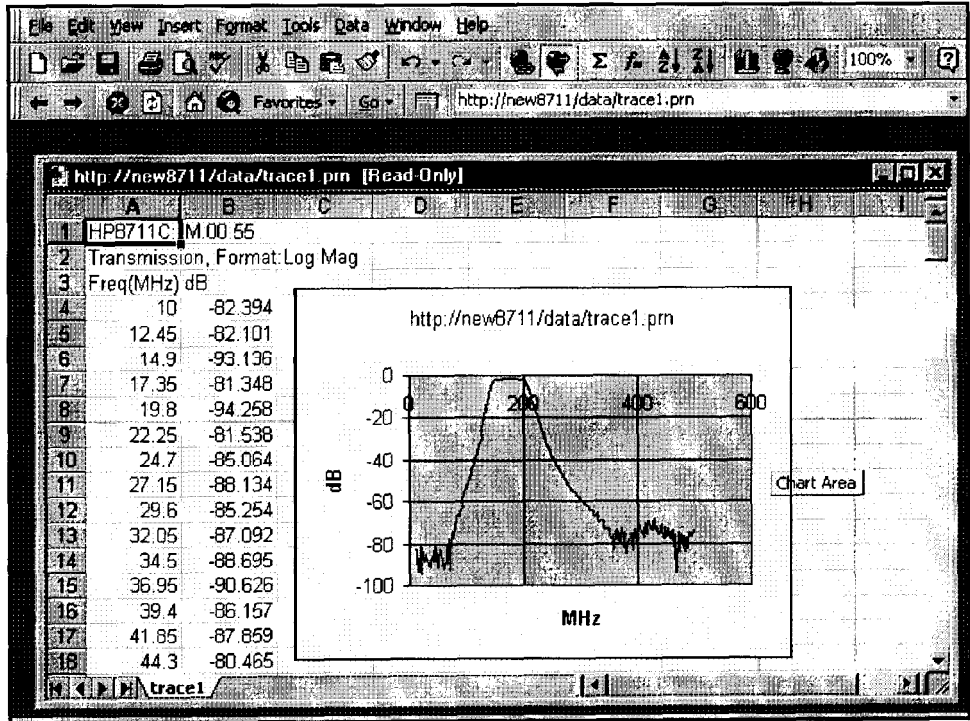 File Edit View Insert Format Tools Data Window Help
Σ 100%
Favorites Go http://new8711/data/trace1.prn
http://new8711/data/trace1.prn [Read-Only]
A B C D E F G H I
1 HP8711C: M.00.55
2 Transmission, Format:Log Mag
3 Freq(MHz) dB
4 10 -82.394
5 12.45 -82.101
6 14.9 -93.136
7 17.35 -81.348
8 19.8 -94.258
9 22.25 -81.538
10 24.7 -85.064
11 27.15 -88.134
12 29.6 -85.254
13 32.05 -87.092
14 34.5 -88.695
15 36.95 -90.626
16 39.4 -86.157
17 41.85 -87.859
18 44.3 -80.465
http://new8711/data/trace1.prn
0
0 200 400 600
-20
-40
-60
-80
-100
dB
MHz
Chart Area
trace1